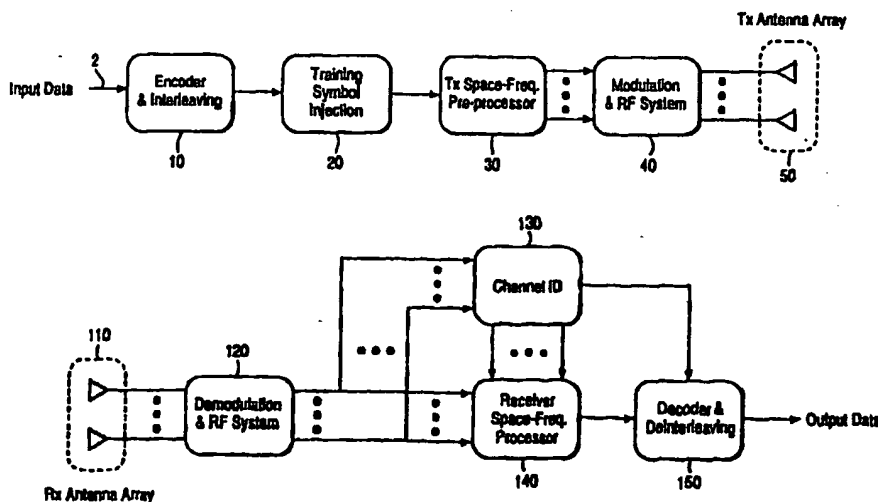 Tx Antenna Array
2
Input Data
Encoder
& Interleaving
10
Training
Symbol
Injection
20
Tx Space-Freq.
Pre-processor
30
Modulation
& RF System
40
50
130
Channel ID
110
120
Demodulation
& RF System
Receiver
Space-Freq.
Processor
140
Decoder &
Deinterleaving
150
Output Data
Rx Antenna Array